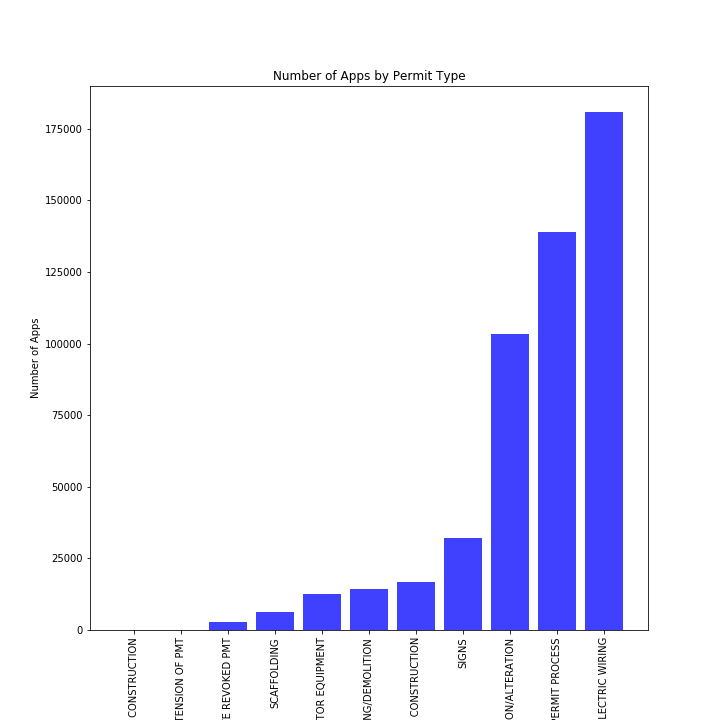 Number of Apps by Permit Type
Number of Apps
175000
150000
125000
100000
75000
50000
25000
0
CONSTRUCTION
TENSION OF PMT
E REVOKED PMT
SCAFFOLDING
TOR EQUIPMENT
NG/DEMOLITION
CONSTRUCTION
SIGNS
ON/ALTERATION
PERMIT PROCESS
LECTRIC WIRING